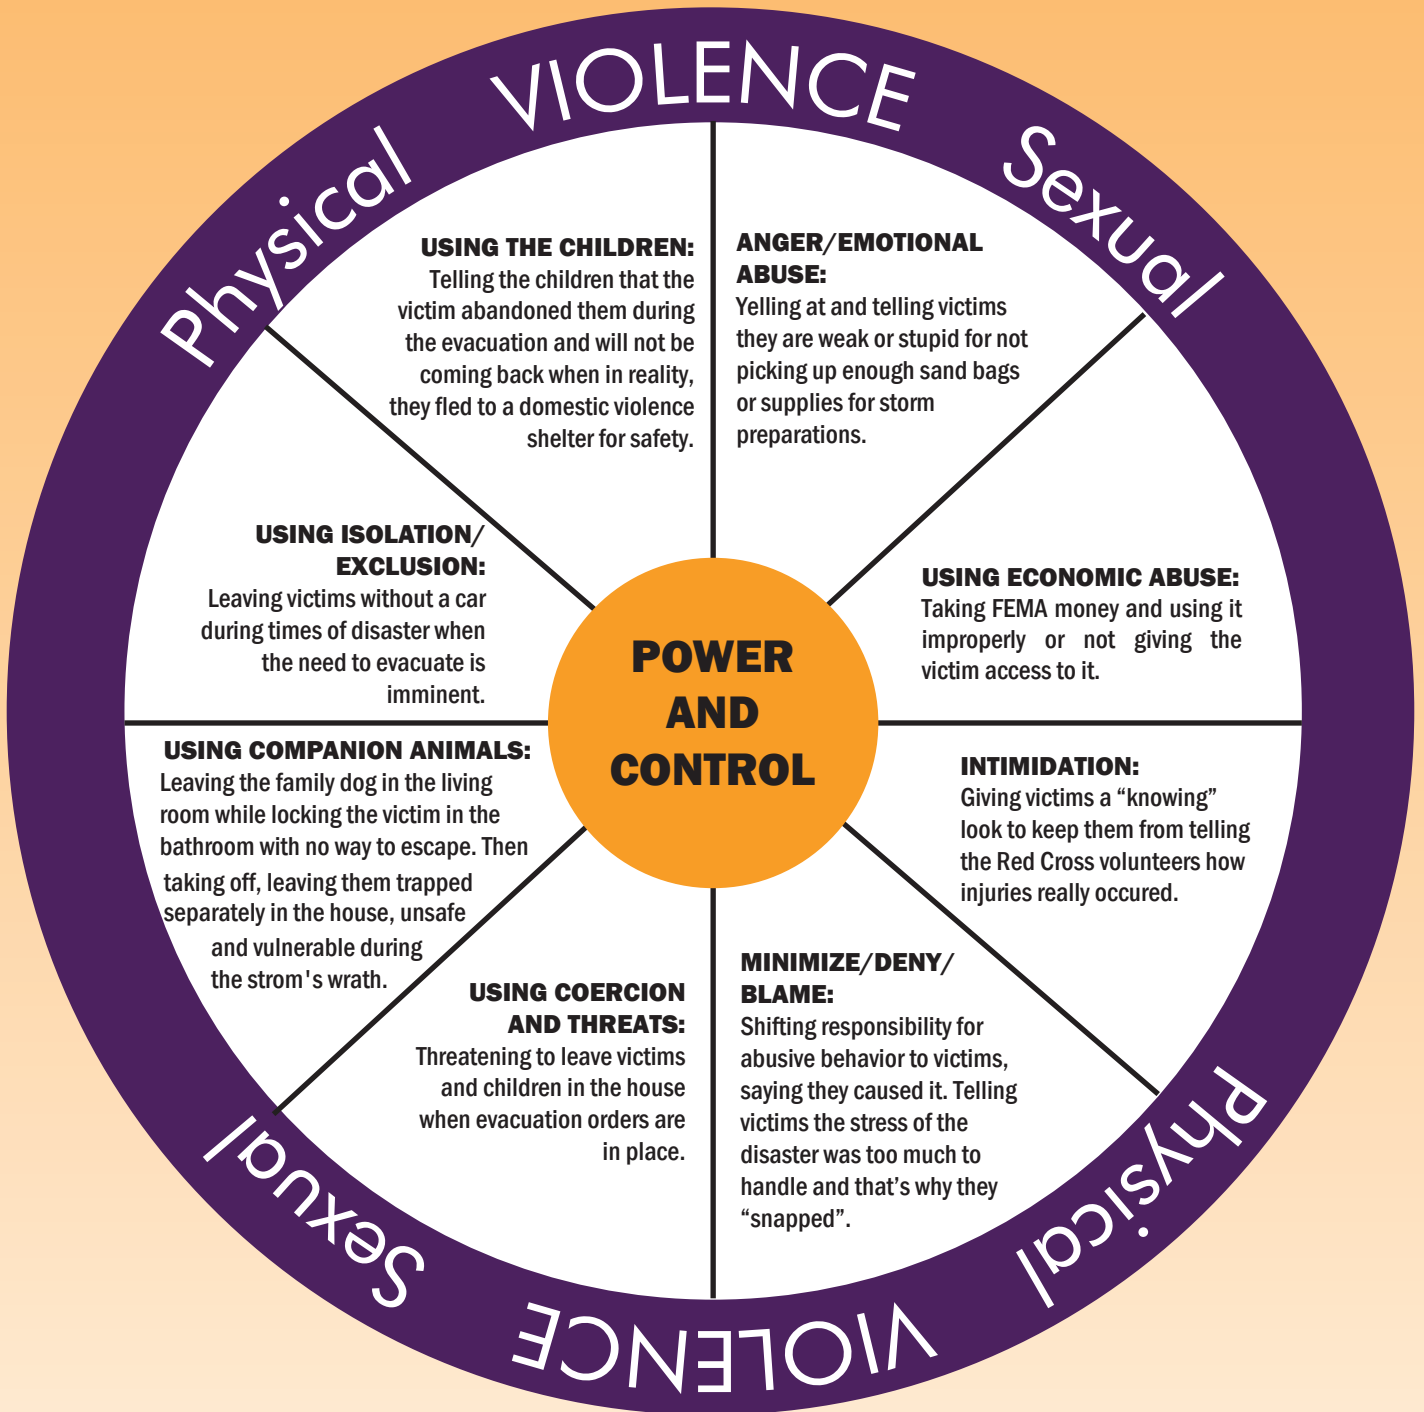 Physical VIOLENCE Sexual
USING THE CHILDREN:
Telling the children that the
victim abandoned them during
the evacuation and will not be
coming back when in reality,
they fled to a domestic violence
shelter for safety.
ANGER/EMOTIONAL
ABUSE:
Yelling at and telling victims
they are weak or stupid for not
picking up enough sand bags
or supplies for storm
preparations.
USING ISOLATION/
EXCLUSION:
Leaving victims without a car
during times of disaster when
the need to evacuate is
imminent.
USING ECONOMIC ABUSE:
Taking FEMA money and using it
improperly or not giving the
victim access to it.
POWER
AND
CONTROL
USING COMPANION ANIMALS:
Leaving the family dog in the living
room while locking the victim in the
bathroom with no way to escape. Then
taking off, leaving them trapped
separately in the house, unsafe
and vulnerable during
the strom's wrath.
INTIMIDATION:
Giving victims a “knowing”
look to keep them from telling
the Red Cross volunteers how
injuries really occured.
USING COERCION
AND THREATS:
Threatening to leave victims
and children in the house
when evacuation orders are
in place.
MINIMIZE/DENY/
BLAME:
Shifting responsibility for
abusive behavior to victims,
saying they caused it. Telling
victims the stress of the
disaster was too much to
handle and that’s why they
“snapped”.
Physical VIOLENCE Sexual